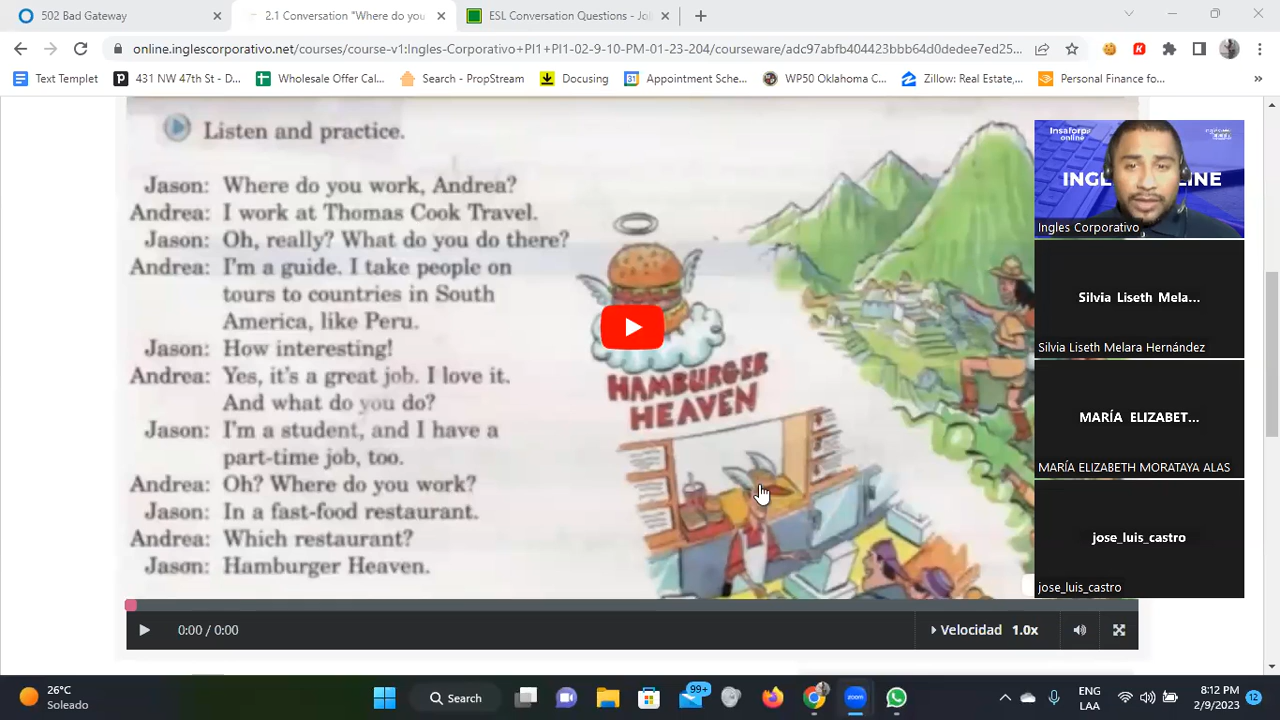 502 Bad Gateway
2.1 Conversation "Where do you
ESL Conversation Questions - Jo
online.inglescorporativo.net/courses/course-v1:Ingles-Corporativo+PI1+PI1-02-9-10-PM-01-23-204/courseware/adc97abfb404423bbb64d0dedee7ed25...
Text Templet
431 NW 47th St - D...
Wholesale Offer Cal...
Search - PropStream
Docusing
Appointment Sche...
WP50 Oklahoma C...
Zillow: Real Estate,...
Personal Finance fo...
»
Listen and practice.
Jason: Where do you work, Andrea?
Andrea: I work at Thomas Cook Travel.
Jason: Oh, really? What do you do there?
Andrea: I'm a guide. I take people on
tours to countries in South
America, like Peru.
Jason: How interesting!
Andrea: Yes, it's a great job. I love it.
And what do you do?
Jason: I'm a student, and I have a
part-time job, too.
Andrea: Oh? Where do you work?
Jason: In a fast-food restaurant.
Andrea: Which restaurant?
Jason: Hamburger Heaven.
HAMBURGER
HEAVEN
Insaforp
online
Ingles Corporativo
Silvia Liseth Mela...
Silvia Liseth Melara Hernández
MARÍA ELIZABET...
MARÍA ELIZABETH MORATAYA ALAS
jose_luis_castro
jose_luis_castro
0:00 / 0:00
Velocidad 1.0x
26°C
Soleado
Search
99+
ENG
LAA
8:12 PM
2/9/2023
12